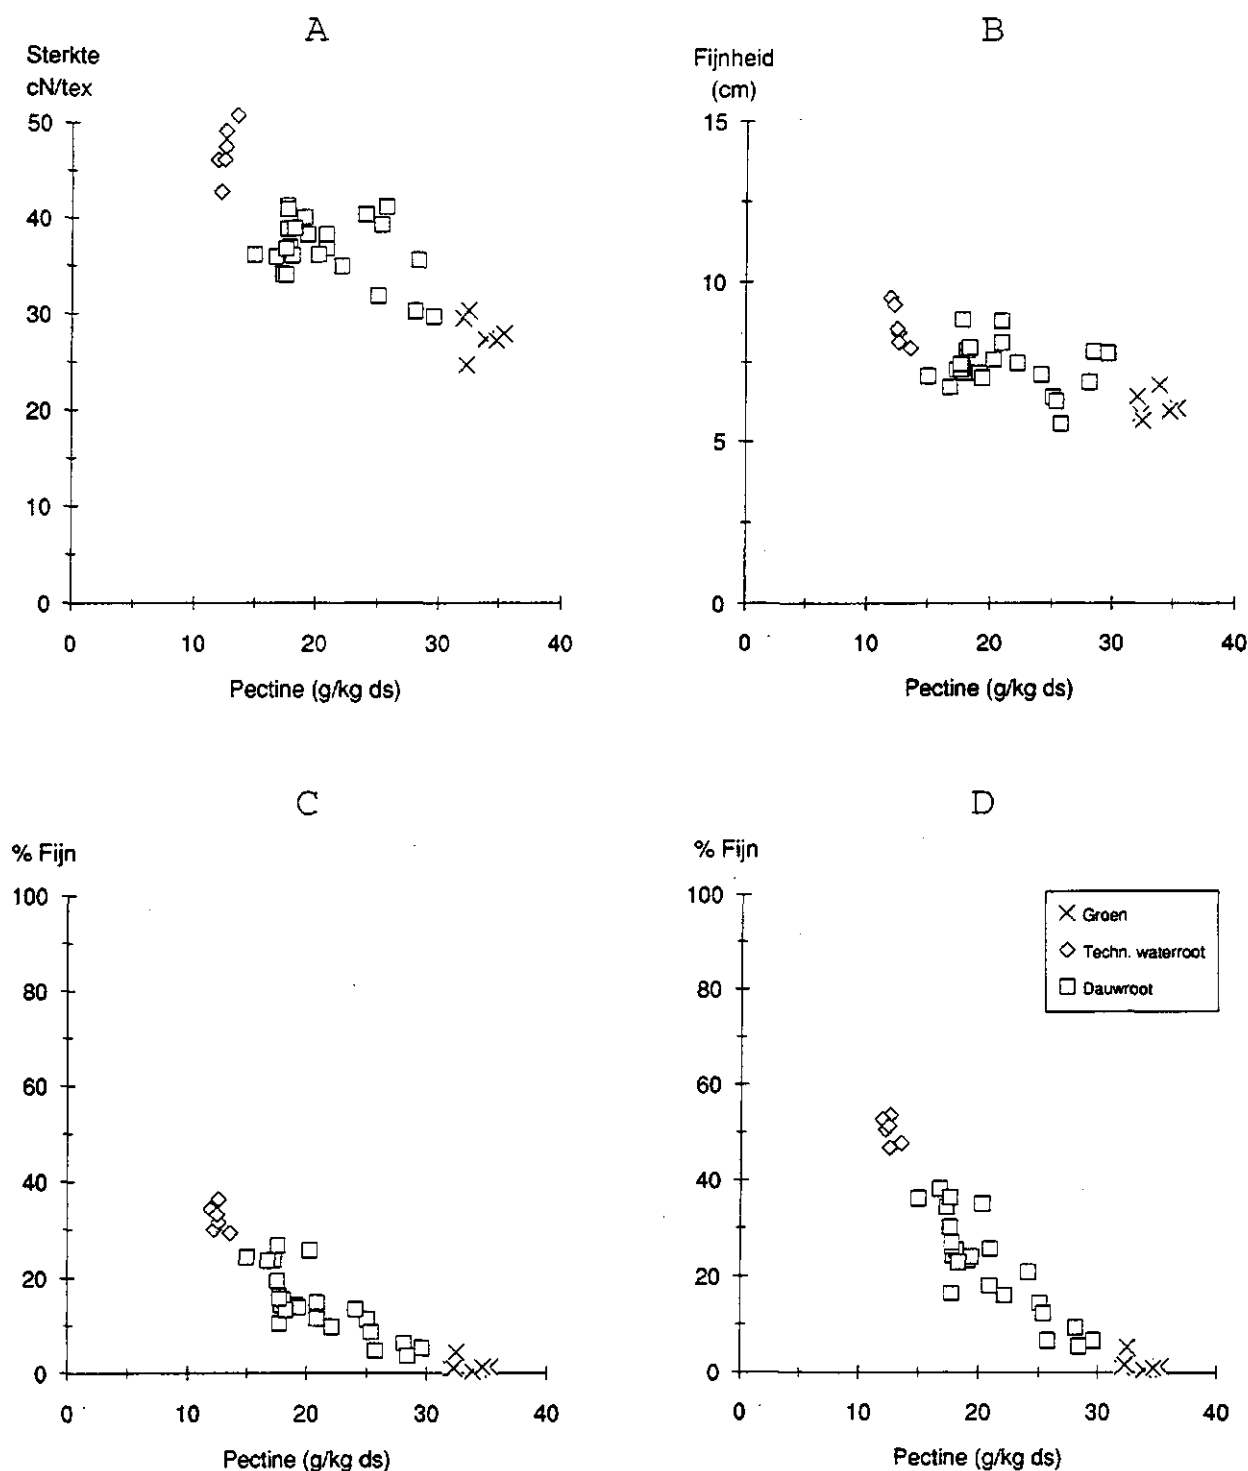 A
Sterkte
cN/tex
50
40
30
20
10
0
0 10 20 30 40
Pectine (g/kg ds)
B
Fijnheid
(cm)
15
10
5
0
0 10 20 30 40
Pectine (g/kg ds)
C
% Fijn
100
80
60
40
20
0
0 10 20 30 40
Pectine (g/kg ds)
D
% Fijn
100
80
60
40
20
0
0 10 20 30 40
Pectine (g/kg ds)
Groen
Techn. waterroot
Dauwroot